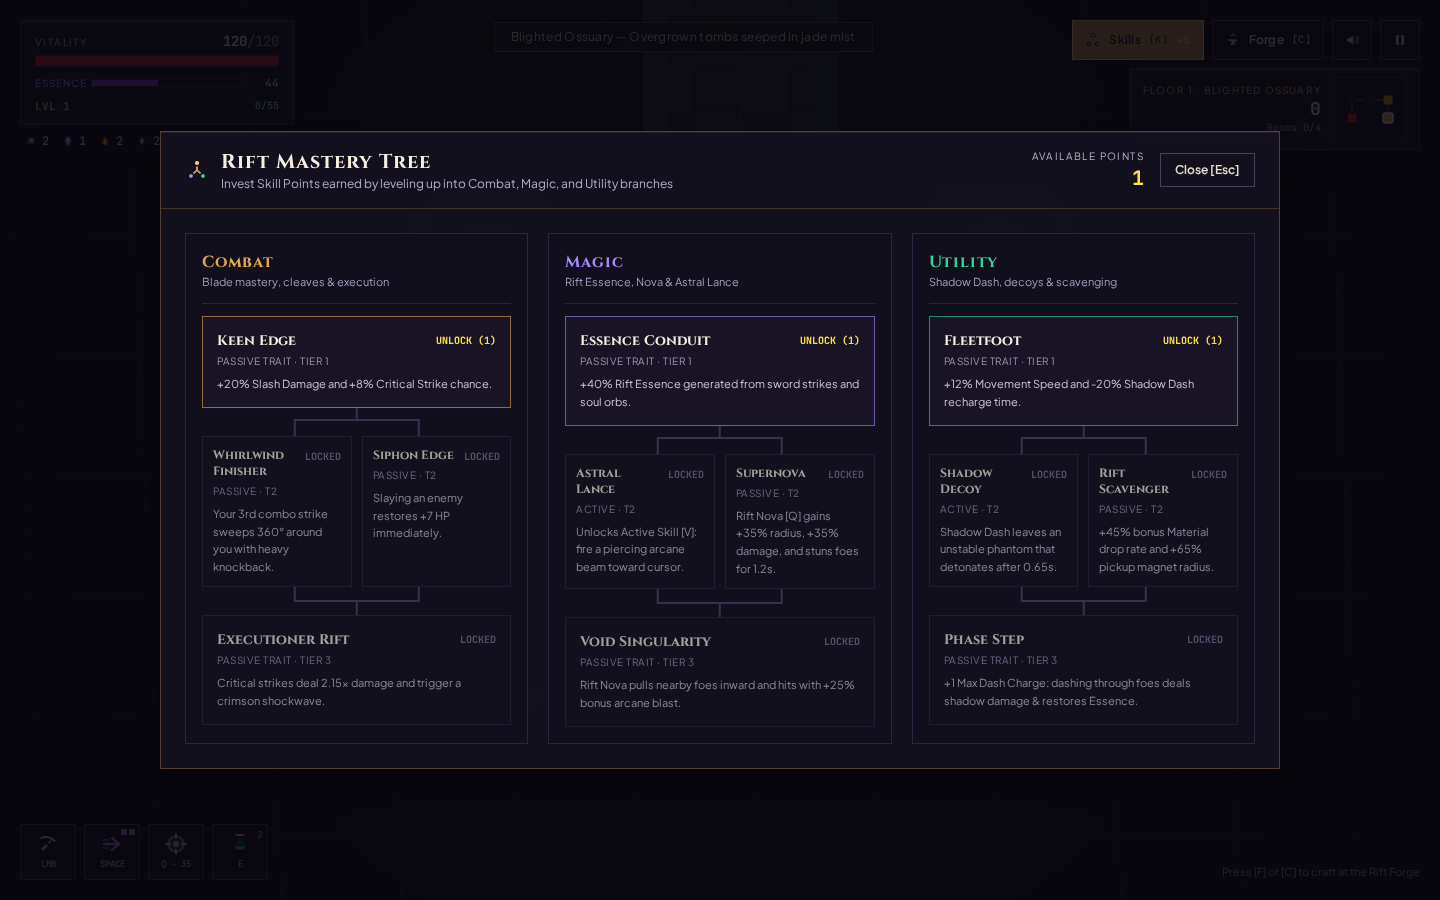 VITALITY 120/120
ESSENCE 44
LVL 1 0/55
2 1 2 2
Blighted Ossuary — Overgrown tombs seeped in jade mist
Skills [K] +1
Forge [C]
FLOOR 1 · BLIGHTED OSSUARY
0
Rooms 0/4
Rift Mastery Tree
Invest Skill Points earned by leveling up into Combat, Magic, and Utility branches
AVAILABLE POINTS
1
Close [Esc]
Combat
Blade mastery, cleaves & execution
Keen Edge UNLOCK (1)
PASSIVE TRAIT · TIER 1
+20% Slash Damage and +8% Critical Strike chance.
Whirlwind Finisher LOCKED
PASSIVE · T2
Your 3rd combo strike
sweeps 360° around
you with heavy
knockback.
Siphon Edge LOCKED
PASSIVE · T2
Slaying an enemy
restores +7 HP
immediately.
Executioner Rift LOCKED
PASSIVE TRAIT · TIER 3
Critical strikes deal 2.15× damage and trigger a
crimson shockwave.
Magic
Rift Essence, Nova & Astral Lance
Essence Conduit UNLOCK (1)
PASSIVE TRAIT · TIER 1
+40% Rift Essence generated from sword strikes and
soul orbs.
Astral Lance LOCKED
ACTIVE · T2
Unlocks Active Skill [V]:
fire a piercing arcane
beam toward cursor.
Supernova LOCKED
PASSIVE · T2
Rift Nova [Q] gains
+35% radius, +35%
damage, and stuns foes
for 1.2s.
Void Singularity LOCKED
PASSIVE TRAIT · TIER 3
Rift Nova pulls nearby foes inward and hits with +25%
bonus arcane blast.
Utility
Shadow Dash, decoys & scavenging
Fleetfoot UNLOCK (1)
PASSIVE TRAIT · TIER 1
+12% Movement Speed and -20% Shadow Dash
recharge time.
Shadow Decoy LOCKED
ACTIVE · T2
Shadow Dash leaves an
unstable phantom that
detonates after 0.65s.
Rift Scavenger LOCKED
PASSIVE · T2
+45% bonus Material
drop rate and +65%
pickup magnet radius.
Phase Step LOCKED
PASSIVE TRAIT · TIER 3
+1 Max Dash Charge; dashing through foes deals
shadow damage & restores Essence.
LMB
SPACE
Q · 35
2
E
Press [F] or [C] to craft at the Rift Forge